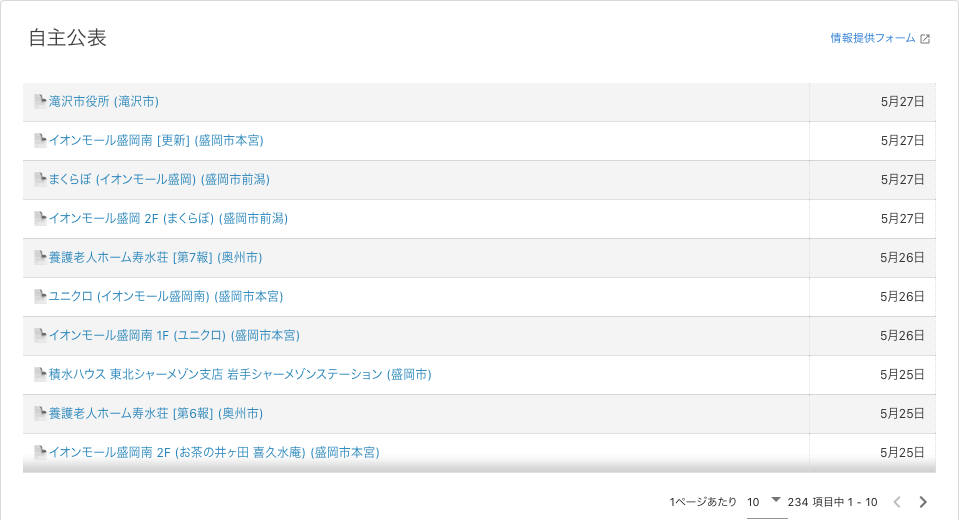 自主公表
情報提供フォーム
滝沢市役所 (滝沢市) 5月27日
イオンモール盛岡南 [更新] (盛岡市本宮) 5月27日
まくらぼ (イオンモール盛岡) (盛岡市前潟) 5月27日
イオンモール盛岡 2F (まくらぼ) (盛岡市前潟) 5月27日
養護老人ホーム寿水荘 [第7報] (奥州市) 5月26日
ユニクロ (イオンモール盛岡南) (盛岡市本宮) 5月26日
イオンモール盛岡南 1F (ユニクロ) (盛岡市本宮) 5月26日
積水ハウス 東北シャーメゾン支店 岩手シャーメゾンステーション (盛岡市) 5月25日
養護老人ホーム寿水荘 [第6報] (奥州市) 5月25日
イオンモール盛岡南 2F (お茶の井ヶ田 喜久水庵) (盛岡市本宮) 5月25日
1ページあたり 10 234 項目中 1 - 10